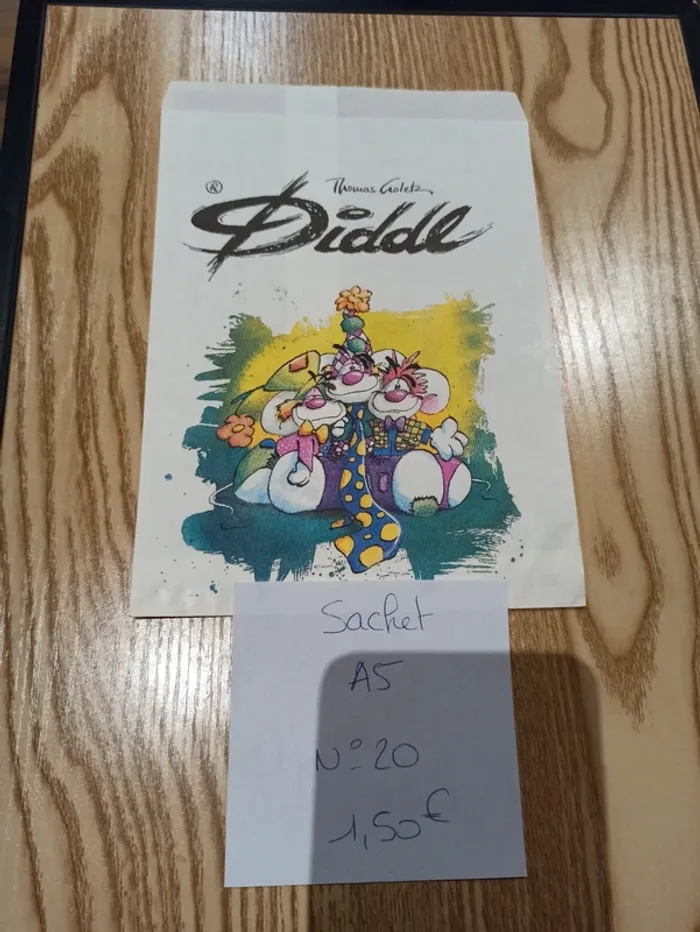 ® Thomas Goletz
Diddl
Sachet
A5
N° 20
1,50€